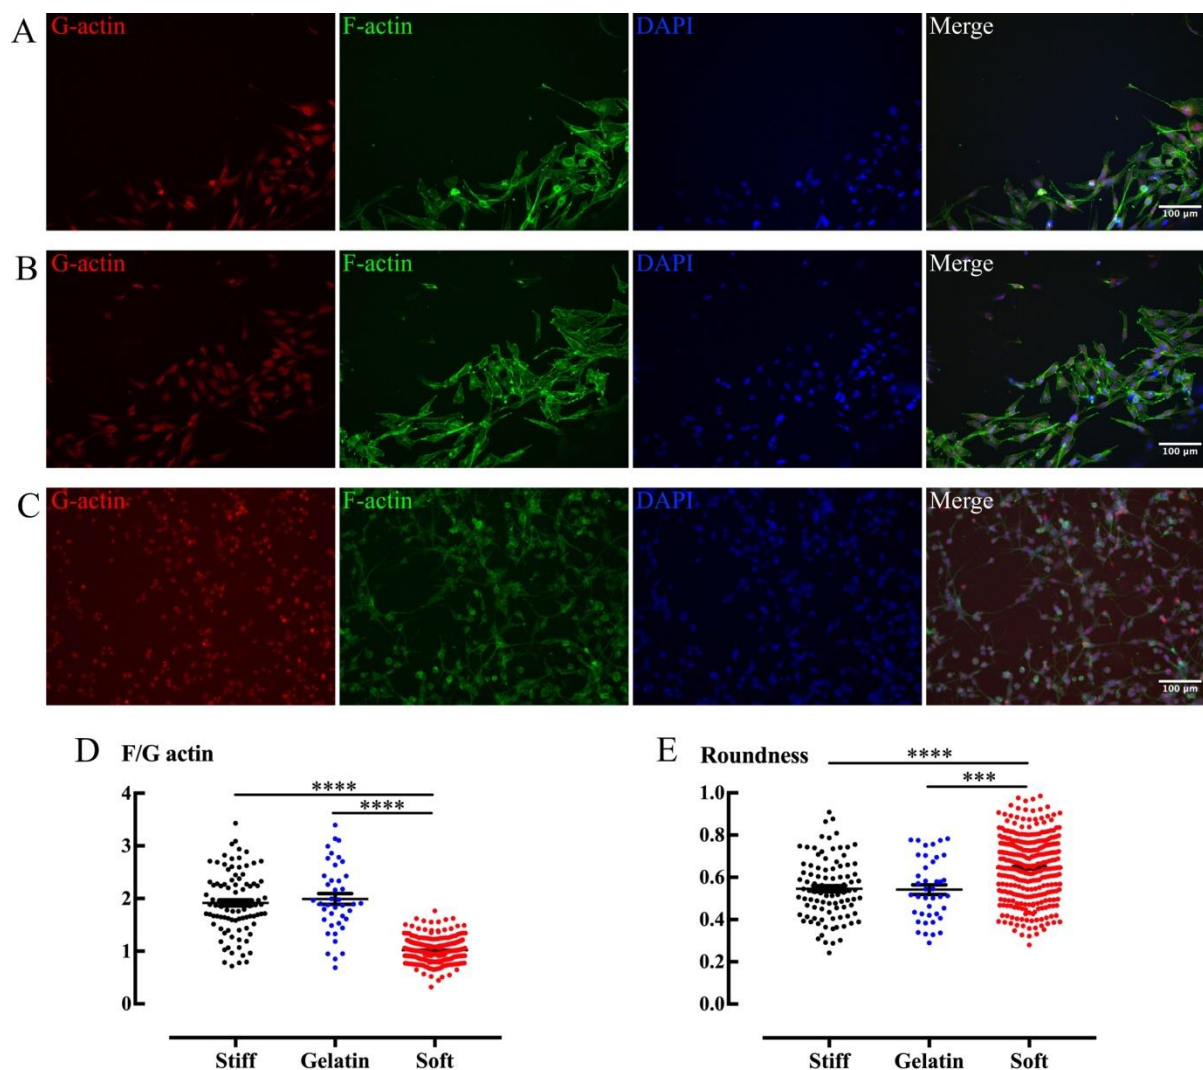 A G-actin F-actin DAPI Merge
100 µm
B G-actin F-actin DAPI Merge
100 µm
C G-actin F-actin DAPI Merge
100 µm
D F/G actin
****
****
4
3
2
1
0
Stiff Gelatin Soft
E Roundness
****
***
1.0
0.8
0.6
0.4
0.2
0.0
Stiff Gelatin Soft